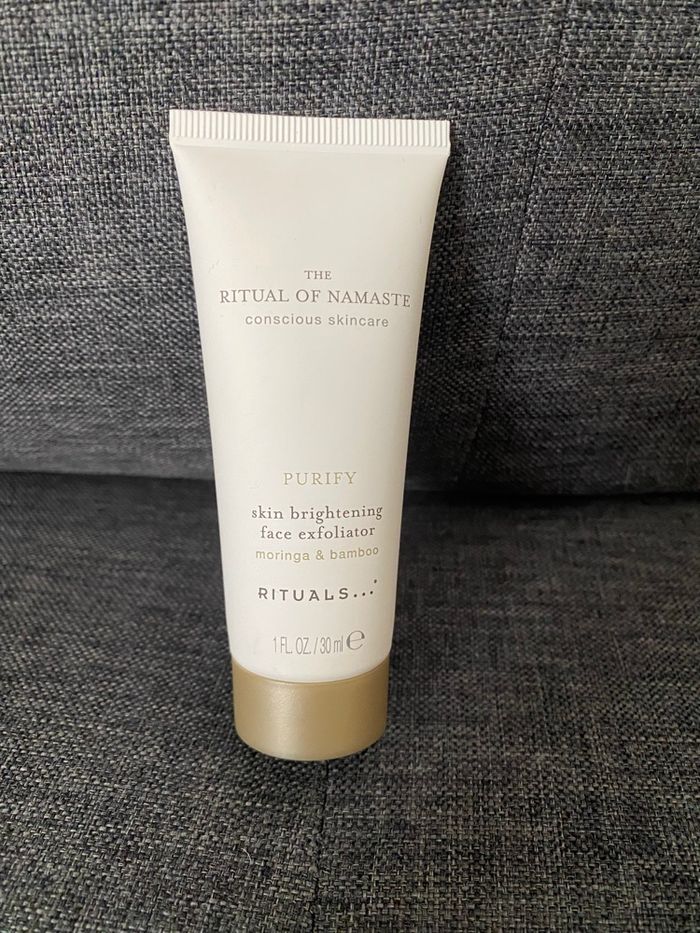 THE
RITUAL OF NAMASTE
conscious skincare
PURIFY
skin brightening
face exfoliator
moringa & bamboo
RITUALS...
1 FL. OZ. / 30 ml ℮